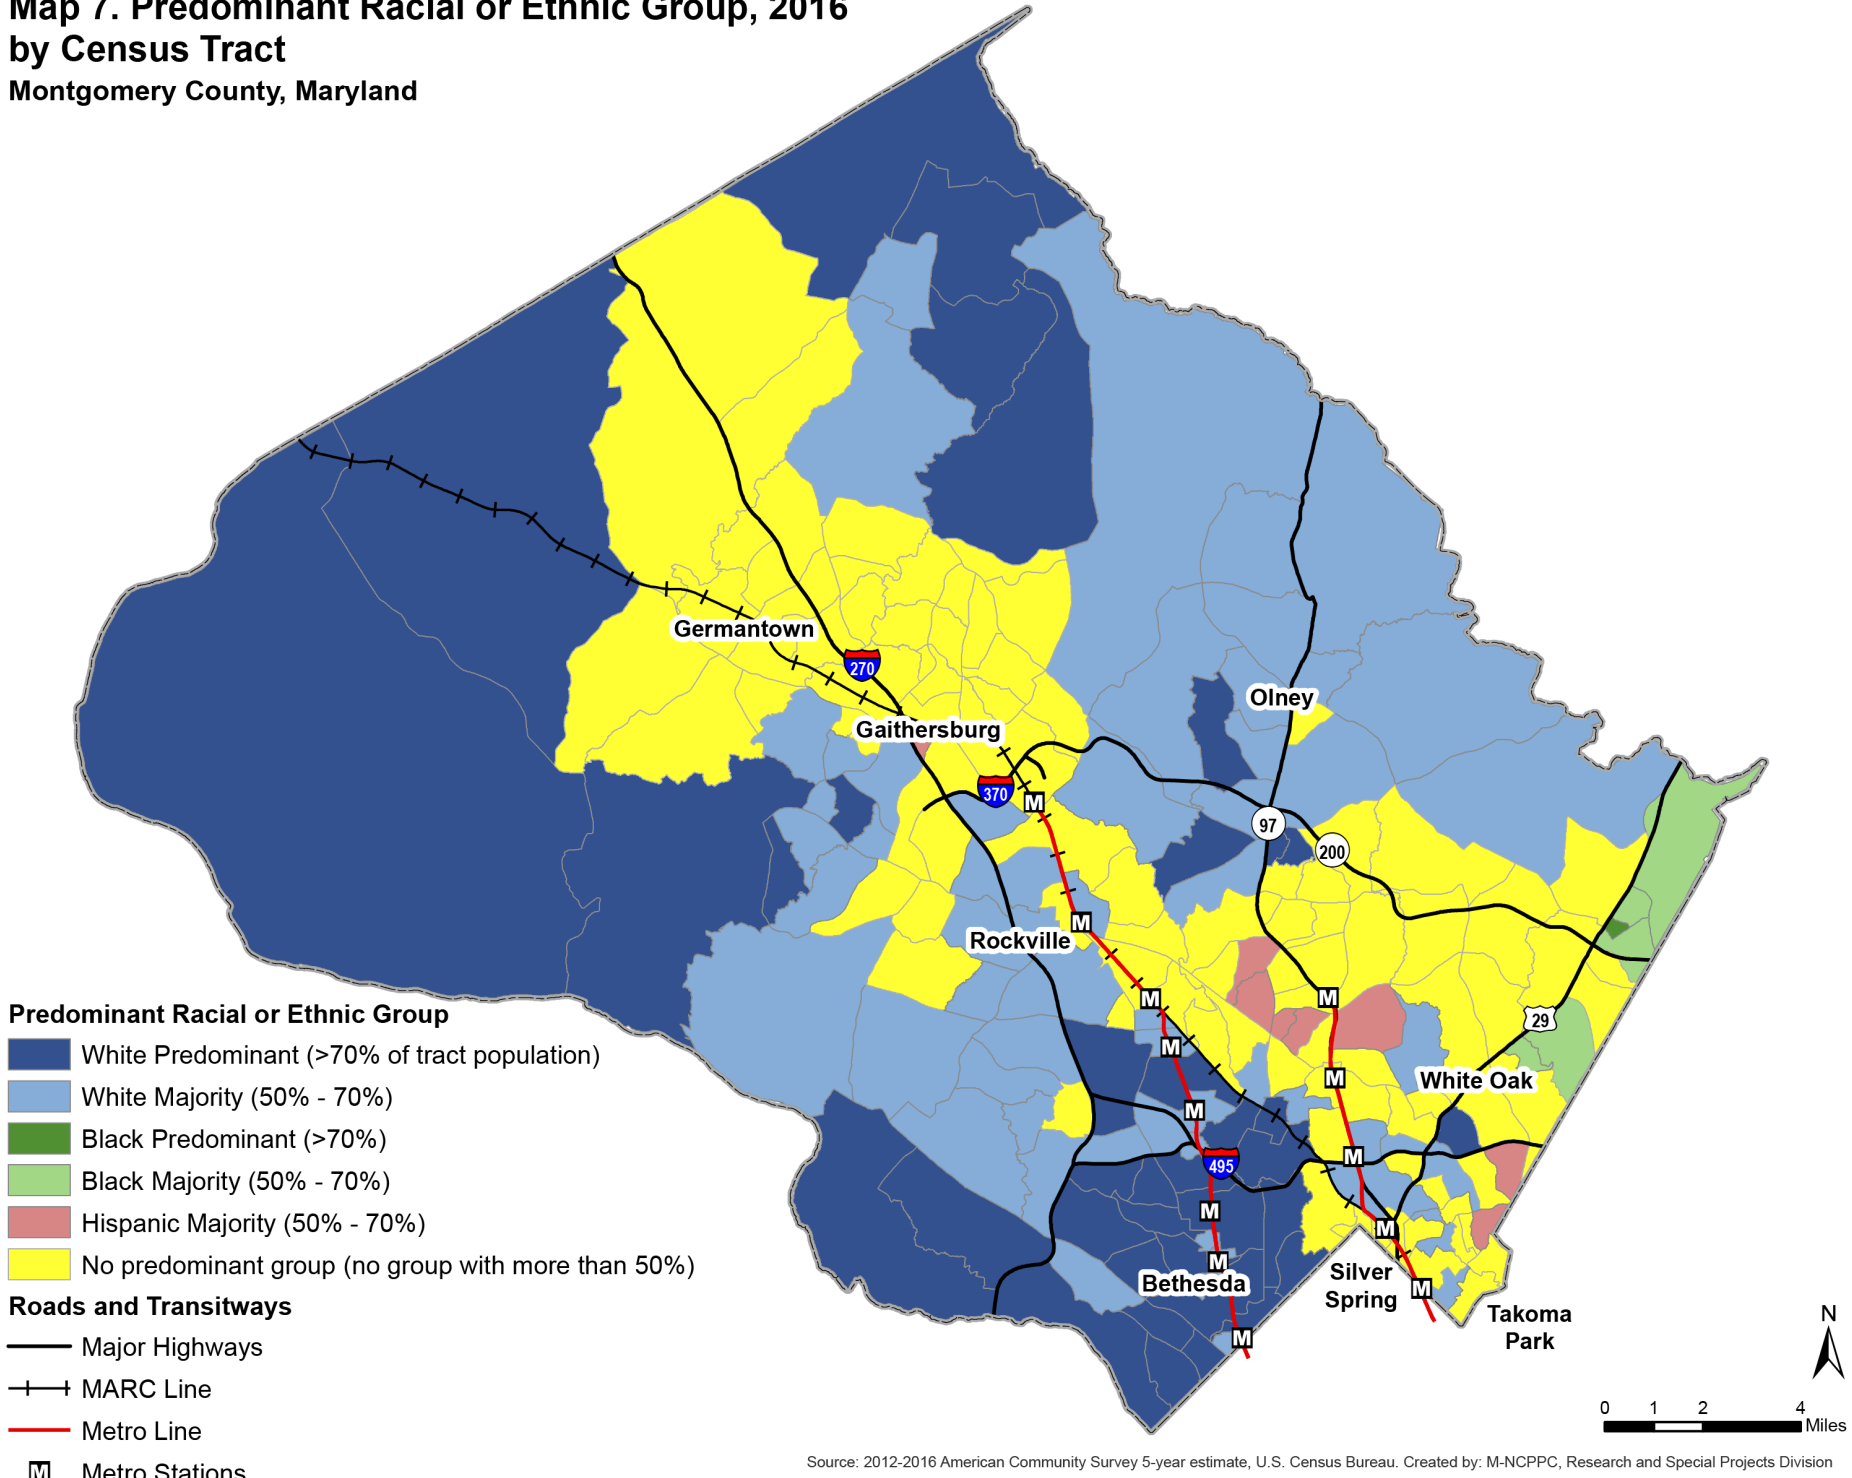 Map 7. Predominant Racial or Ethnic Group, 2016
by Census Tract
Montgomery County, Maryland
Germantown
270
Gaithersburg
Olney
370
M
97
200
M
Rockville
M
M
29
M
M
White Oak
M
495
M
M
M
M
Bethesda
Silver
Spring
M
M
Takoma
Park
Predominant Racial or Ethnic Group
White Predominant (>70% of tract population)
White Majority (50% - 70%)
Black Predominant (>70%)
Black Majority (50% - 70%)
Hispanic Majority (50% - 70%)
No predominant group (no group with more than 50%)
Roads and Transitways
Major Highways
MARC Line
Metro Line
M Metro Stations
N
0 1 2 4
Miles
Source: 2012-2016 American Community Survey 5-year estimate, U.S. Census Bureau. Created by: M-NCPPC, Research and Special Projects Division